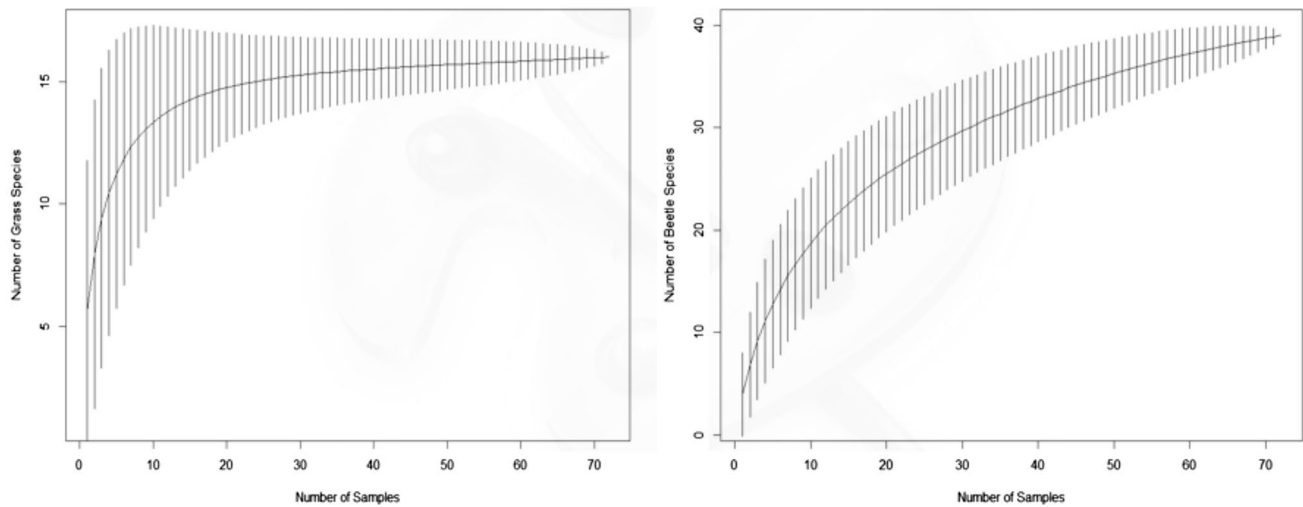 Number of Grass Species
15
10
5
0 10 20 30 40 50 60 70
Number of Samples
Number of Beetle Species
40
30
20
10
0
0 10 20 30 40 50 60 70
Number of Samples